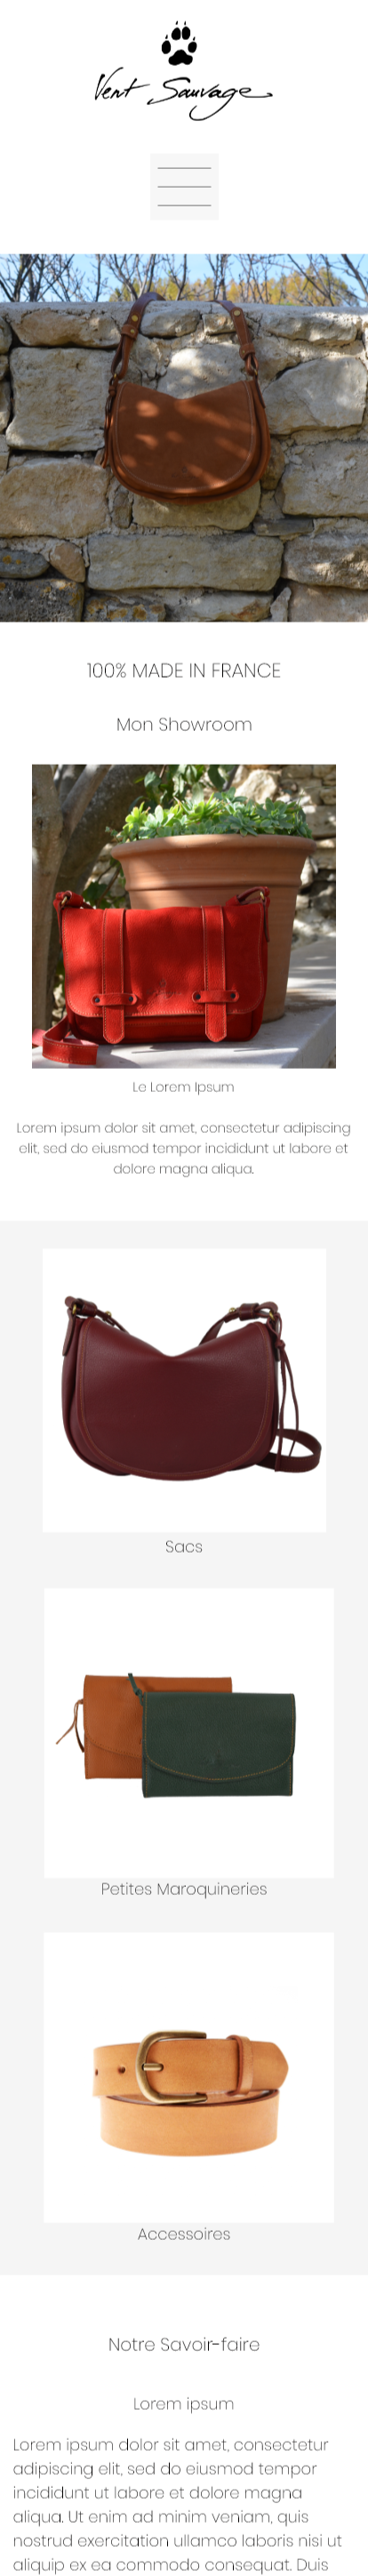 Vent Sauvage
100% MADE IN FRANCE
Mon Showroom
Le Lorem Ipsum
Lorem ipsum dolor sit amet, consectetur adipiscing
elit, sed do eiusmod tempor incididunt ut labore et
dolore magna aliqua.
Sacs
Petites Maroquineries
Accessoires
Notre Savoir-faire
Lorem ipsum
Lorem ipsum dolor sit amet, consectetur
adipiscing elit, sed do eiusmod tempor
incididunt ut labore et dolore magna
aliqua. Ut enim ad minim veniam, quis
nostrud exercitation ullamco laboris nisi ut
aliquip ex ea commodo consequat. Duis